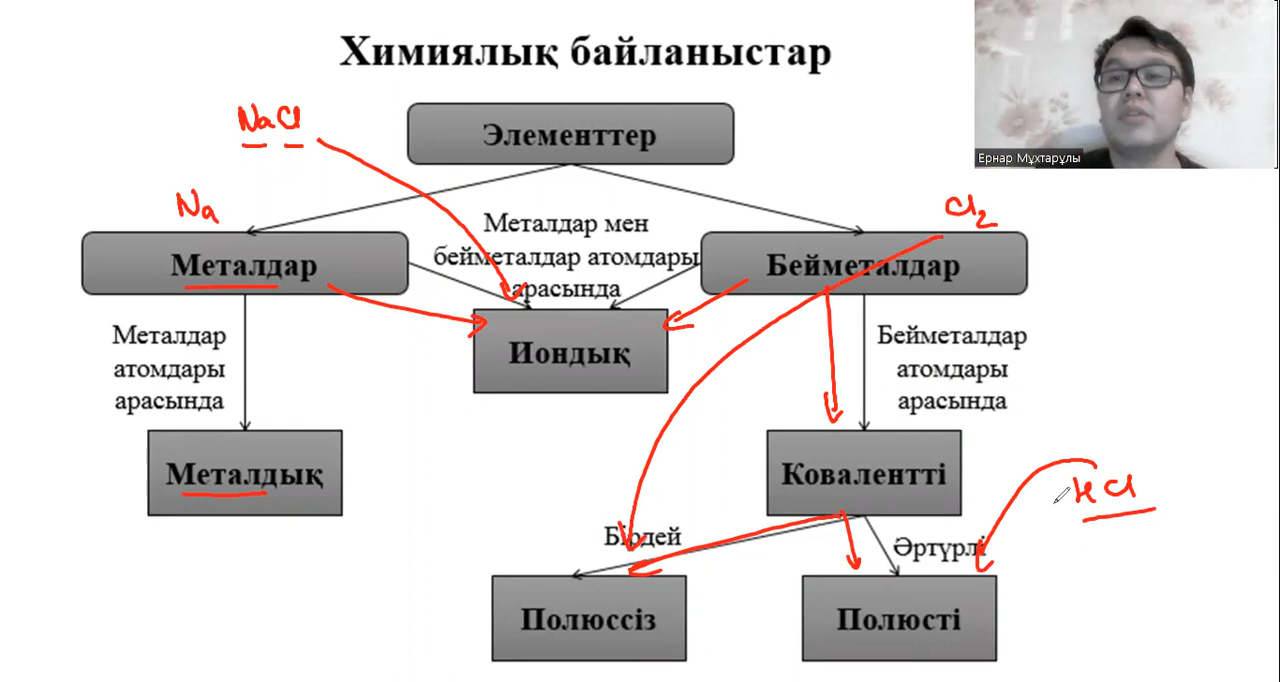 Химиялық байланыстар
Ернар Мұхтарұлы
NaCl
Элементтер
Na
Cl2
Металдар мен
бейметалдар атомдары
арасында
Металдар
Бейметалдар
Металдар
атомдары
арасында
Иондық
Бейметалдар
атомдары
арасында
Металдық
Ковалентті
HCl
Бірдей
Әртүрлі
Полюссіз
Полюсті